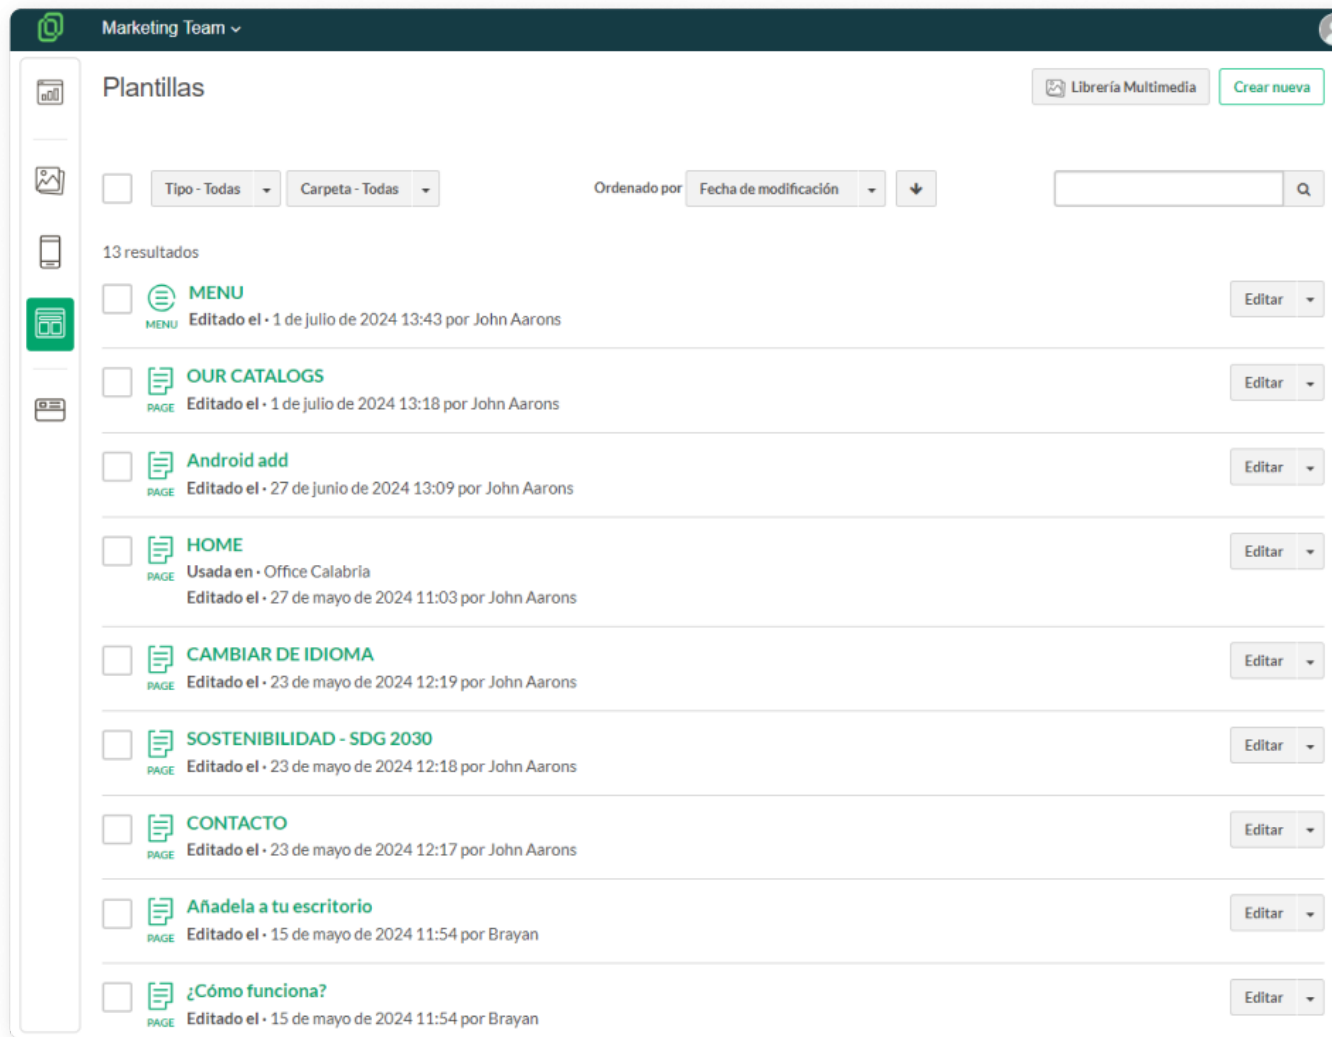 Marketing Team
Plantillas
Librería Multimedia
Crear nueva
Tipo - Todas
Carpeta - Todas
Ordenado por
Fecha de modificación
13 resultados
MENU
MENU
Editado el · 1 de julio de 2024 13:43 por John Aarons
Editar
OUR CATALOGS
PAGE
Editado el · 1 de julio de 2024 13:18 por John Aarons
Editar
Android add
PAGE
Editado el · 27 de junio de 2024 13:09 por John Aarons
Editar
HOME
PAGE
Usada en · Office Calabria
Editado el · 27 de mayo de 2024 11:03 por John Aarons
Editar
CAMBIAR DE IDIOMA
PAGE
Editado el · 23 de mayo de 2024 12:19 por John Aarons
Editar
SOSTENIBILIDAD - SDG 2030
PAGE
Editado el · 23 de mayo de 2024 12:18 por John Aarons
Editar
CONTACTO
PAGE
Editado el · 23 de mayo de 2024 12:17 por John Aarons
Editar
Añadela a tu escritorio
PAGE
Editado el · 15 de mayo de 2024 11:54 por Brayan
Editar
¿Cómo funciona?
PAGE
Editado el · 15 de mayo de 2024 11:54 por Brayan
Editar